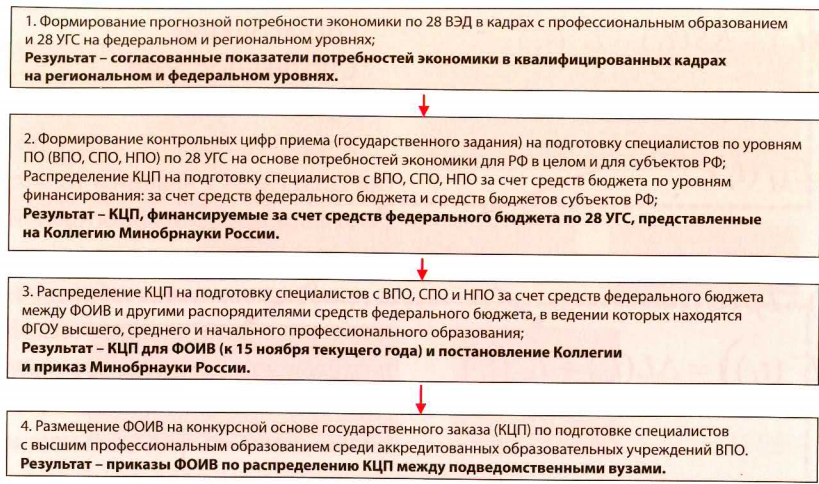 1. Формирование прогнозной потребности экономики по 28 ВЭД в кадрах с профессиональным образованием
и 28 УГС на федеральном и региональном уровнях;
Результат – согласованные показатели потребностей экономики в квалифицированных кадрах
на региональном и федеральном уровнях.
2. Формирование контрольных цифр приема (государственного задания) на подготовку специалистов по уровням
ПО (ВПО, СПО, НПО) по 28 УГС на основе потребностей экономики для РФ в целом и для субъектов РФ;
Распределение КЦП на подготовку специалистов с ВПО, СПО, НПО за счет средств бюджета по уровням
финансирования: за счет средств федерального бюджета и средств бюджетов субъектов РФ;
Результат – КЦП, финансируемые за счет средств федерального бюджета по 28 УГС, представленные
на Коллегию Минобрнауки России.
3. Распределение КЦП на подготовку специалистов с ВПО, СПО и НПО за счет средств федерального бюджета
между ФОИВ и другими распорядителями средств федерального бюджета, в ведении которых находятся
ФГОУ высшего, среднего и начального профессионального образования;
Результат – КЦП для ФОИВ (к 15 ноября текущего года) и постановление Коллегии
и приказ Минобрнауки России.
4. Размещение ФОИВ на конкурсной основе государственного заказа (КЦП) по подготовке специалистов
с высшим профессиональным образованием среди аккредитованных образовательных учреждений ВПО.
Результат – приказы ФОИВ по распределению КЦП между подведомственными вузами.